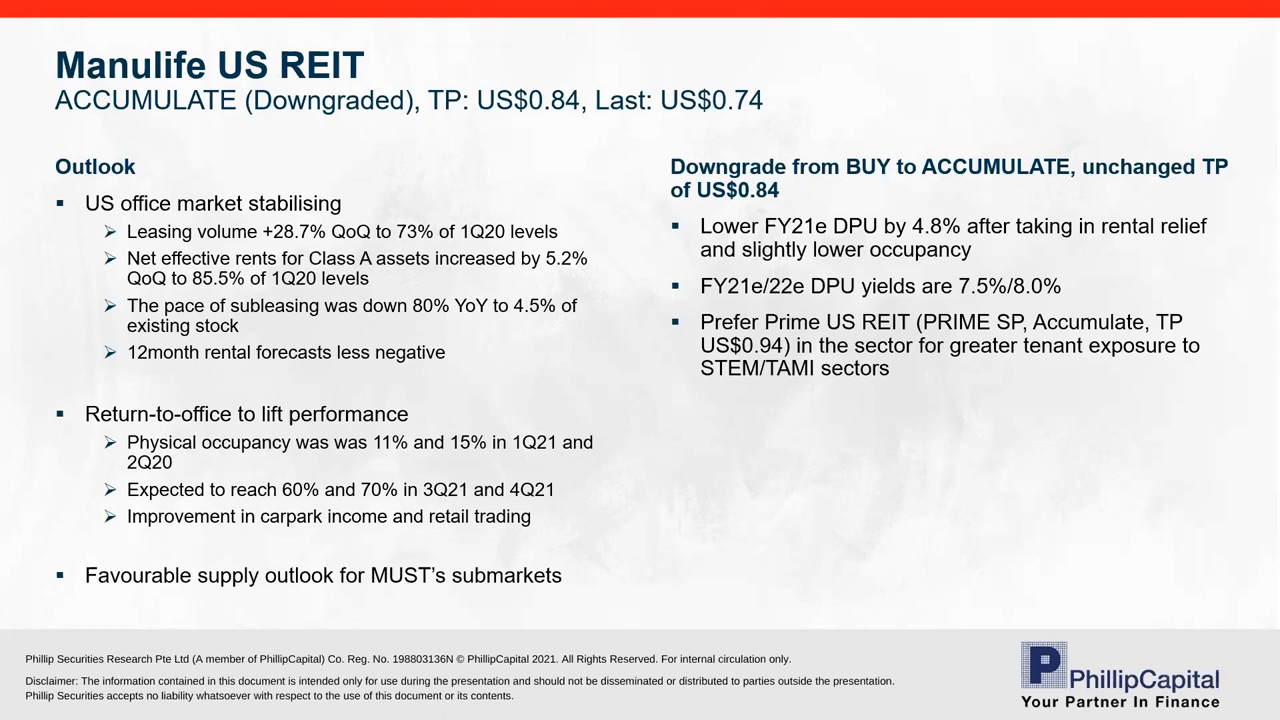 Manulife US REIT
ACCUMULATE (Downgraded), TP: US$0.84, Last: US$0.74
Outlook
▪ US office market stabilising
➢ Leasing volume +28.7% QoQ to 73% of 1Q20 levels
➢ Net effective rents for Class A assets increased by 5.2%
QoQ to 85.5% of 1Q20 levels
➢ The pace of subleasing was down 80% YoY to 4.5% of
existing stock
➢ 12month rental forecasts less negative
▪ Return-to-office to lift performance
➢ Physical occupancy was was 11% and 15% in 1Q21 and
2Q20
➢ Expected to reach 60% and 70% in 3Q21 and 4Q21
➢ Improvement in carpark income and retail trading
▪ Favourable supply outlook for MUST's submarkets
Downgrade from BUY to ACCUMULATE, unchanged TP
of US$0.84
▪ Lower FY21e DPU by 4.8% after taking in rental relief
and slightly lower occupancy
▪ FY21e/22e DPU yields are 7.5%/8.0%
▪ Prefer Prime US REIT (PRIME SP, Accumulate, TP
US$0.94) in the sector for greater tenant exposure to
STEM/TAMI sectors
Phillip Securities Research Pte Ltd (A member of PhillipCapital) Co. Reg. No. 198803136N © PhillipCapital 2021. All Rights Reserved. For internal circulation only.
Disclaimer: The information contained in this document is intended only for use during the presentation and should not be disseminated or distributed to parties outside the presentation.
Phillip Securities accepts no liability whatsoever with respect to the use of this document or its contents.
P PhillipCapital
Your Partner In Finance